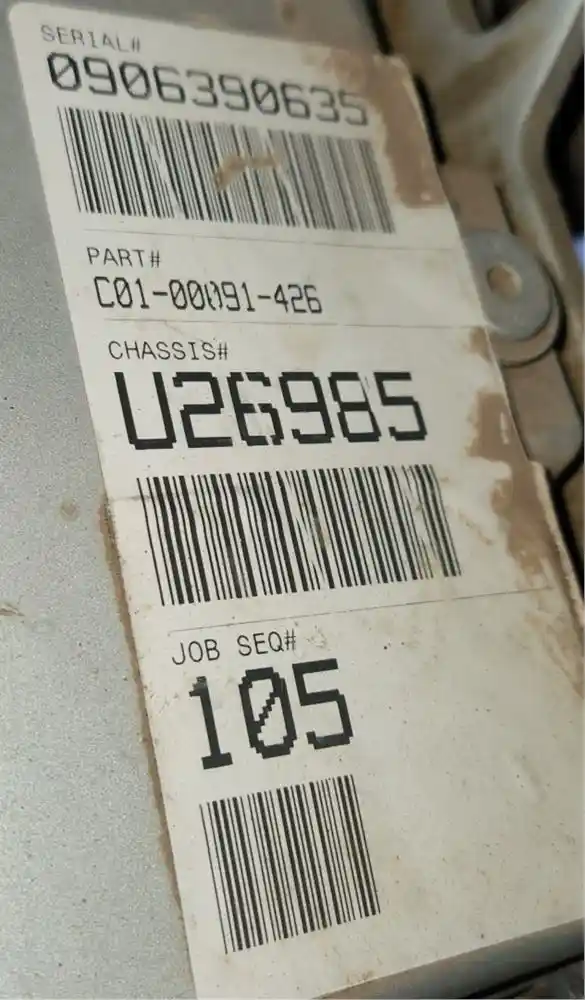 SERIAL#
0906390635
PART#
C01-00091-426
CHASSIS#
U26985
JOB SEQ#
105